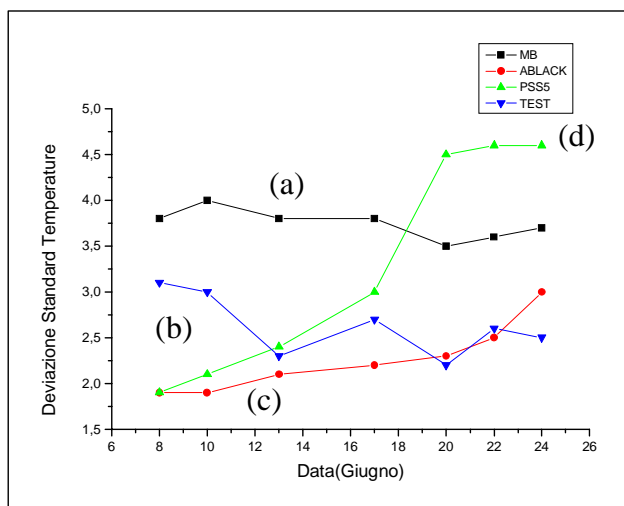 MB
ABLACK
PSS5
TEST
5,0
4,5
4,0
3,5
3,0
2,5
2,0
1,5
(d)
(a)
(b)
(c)
6 8 10 12 14 16 18 20 22 24 26
Deviazione Standard Temperature
Data(Giugno)